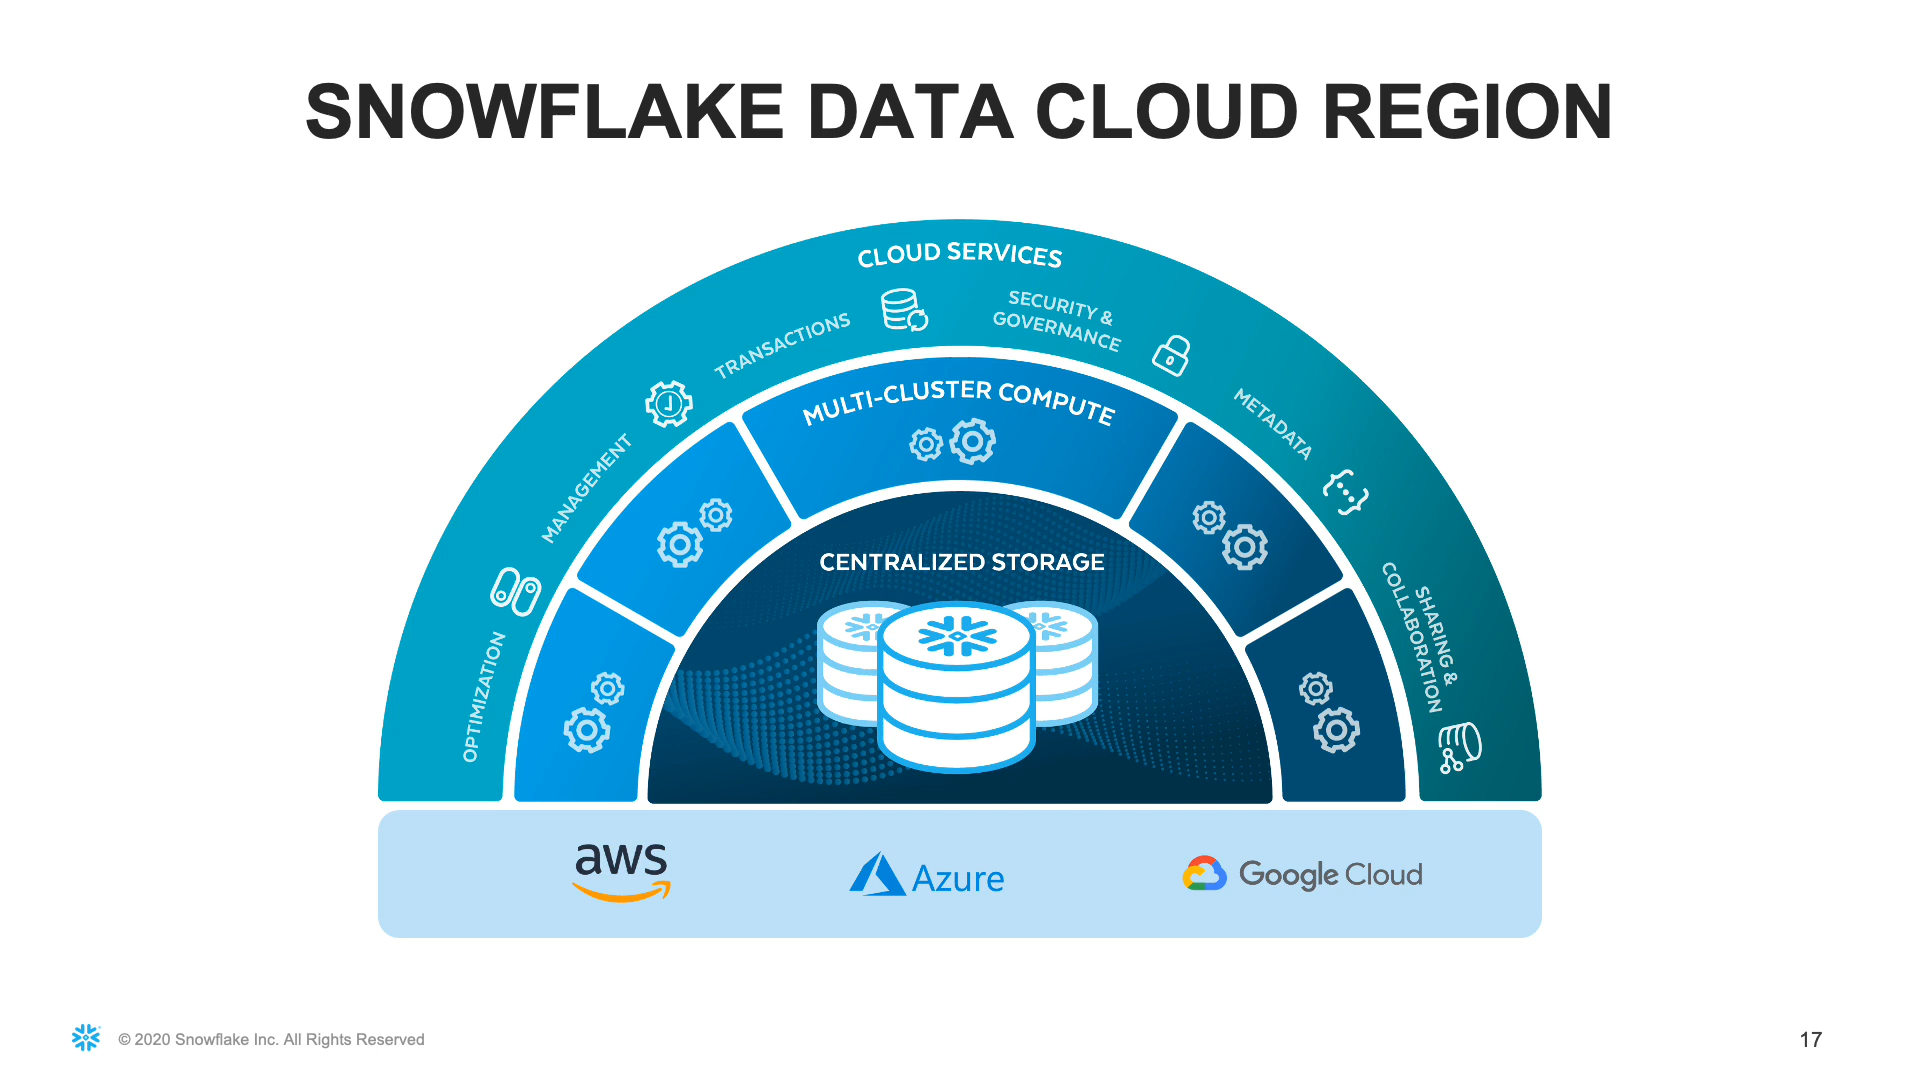 SNOWFLAKE DATA CLOUD REGION
CLOUD SERVICES
OPTIMIZATION
MANAGEMENT
TRANSACTIONS
SECURITY &
GOVERNANCE
METADATA
SHARING &
COLLABORATION
MULTI-CLUSTER COMPUTE
CENTRALIZED STORAGE
aws
Azure
Google Cloud
© 2020 Snowflake Inc. All Rights Reserved
17